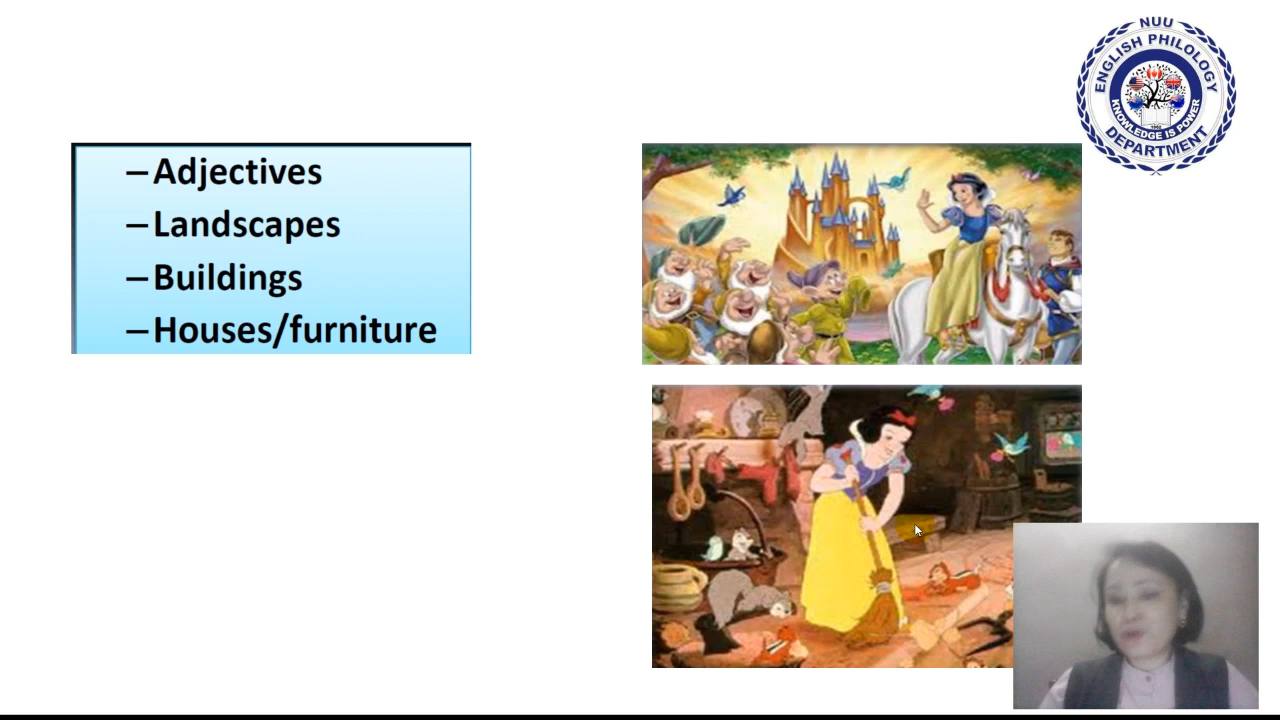 – Adjectives
– Landscapes
– Buildings
– Houses/furniture
NUU
ENGLISH PHILOLOGY
DEPARTMENT
KNOWLEDGE IS POWER